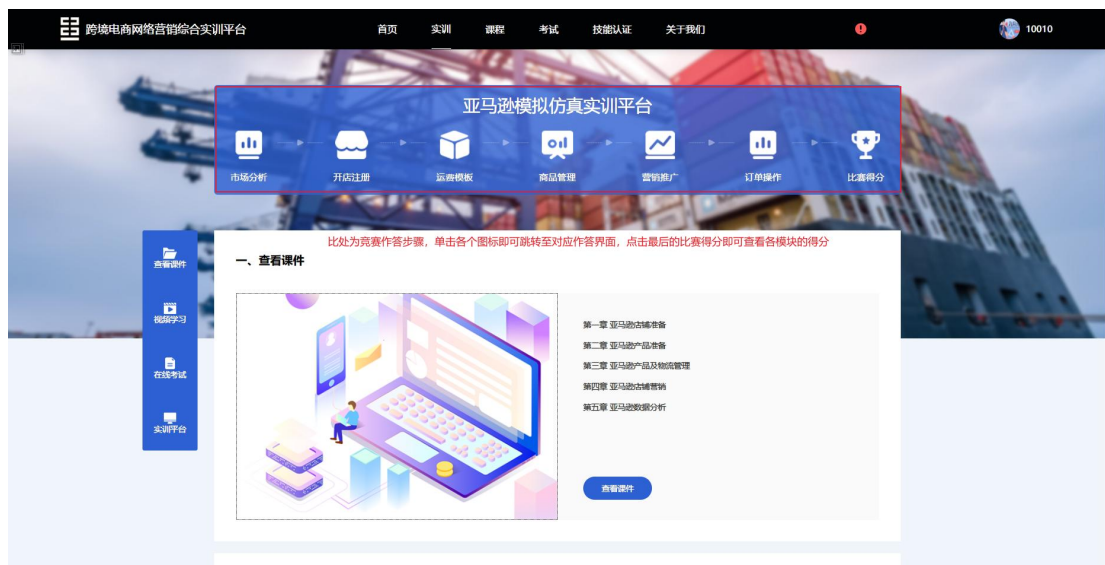 跨境电商网络营销综合实训平台
首页 实训 课程 考试 技能认证 关于我们
10010
亚马逊模拟仿真实训平台
市场分析 开店注册 运费模板 商品管理 营销推广 订单操作 比赛得分
比处为竞赛作答步骤，单击各个图标即可跳转至对应作答界面，点击最后的比赛得分即可查看各模块的得分
查看课件
视频学习
在线考试
实训平台
一、查看课件
第一章 亚马逊店铺准备
第二章 亚马逊产品准备
第三章 亚马逊产品及物流管理
第四章 亚马逊店铺营销
第五章 亚马逊数据分析
查看课件